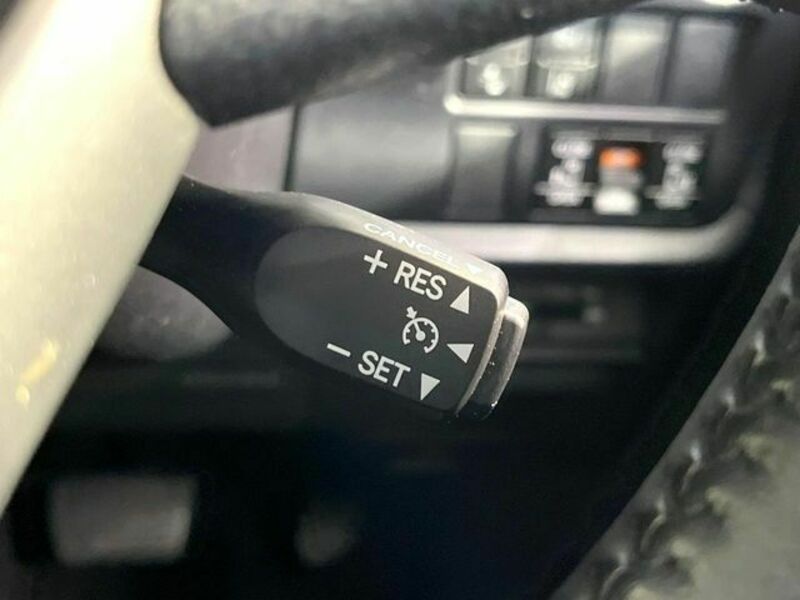 CANCEL
+ RES
- SET